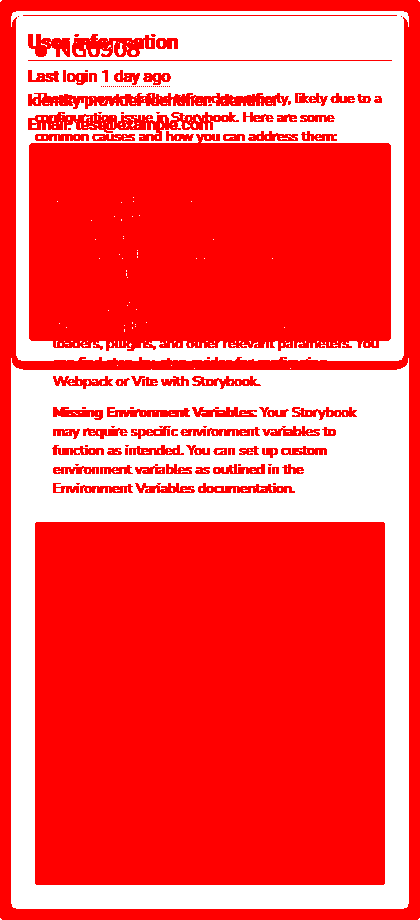 User information
NG0908
Last login 1 day ago
The component failed to render properly, likely due to a
Identity provider identifier: identifier
configuration issue in Storybook. Here are some
Email: test@example.com
common causes and how you can address them:
loaders, plugins, and other relevant parameters. You
can find step-by-step guides for configuring
Webpack or Vite with Storybook.
Missing Environment Variables: Your Storybook
may require specific environment variables to
function as intended. You can set up custom
environment variables as outlined in the
Environment Variables documentation.